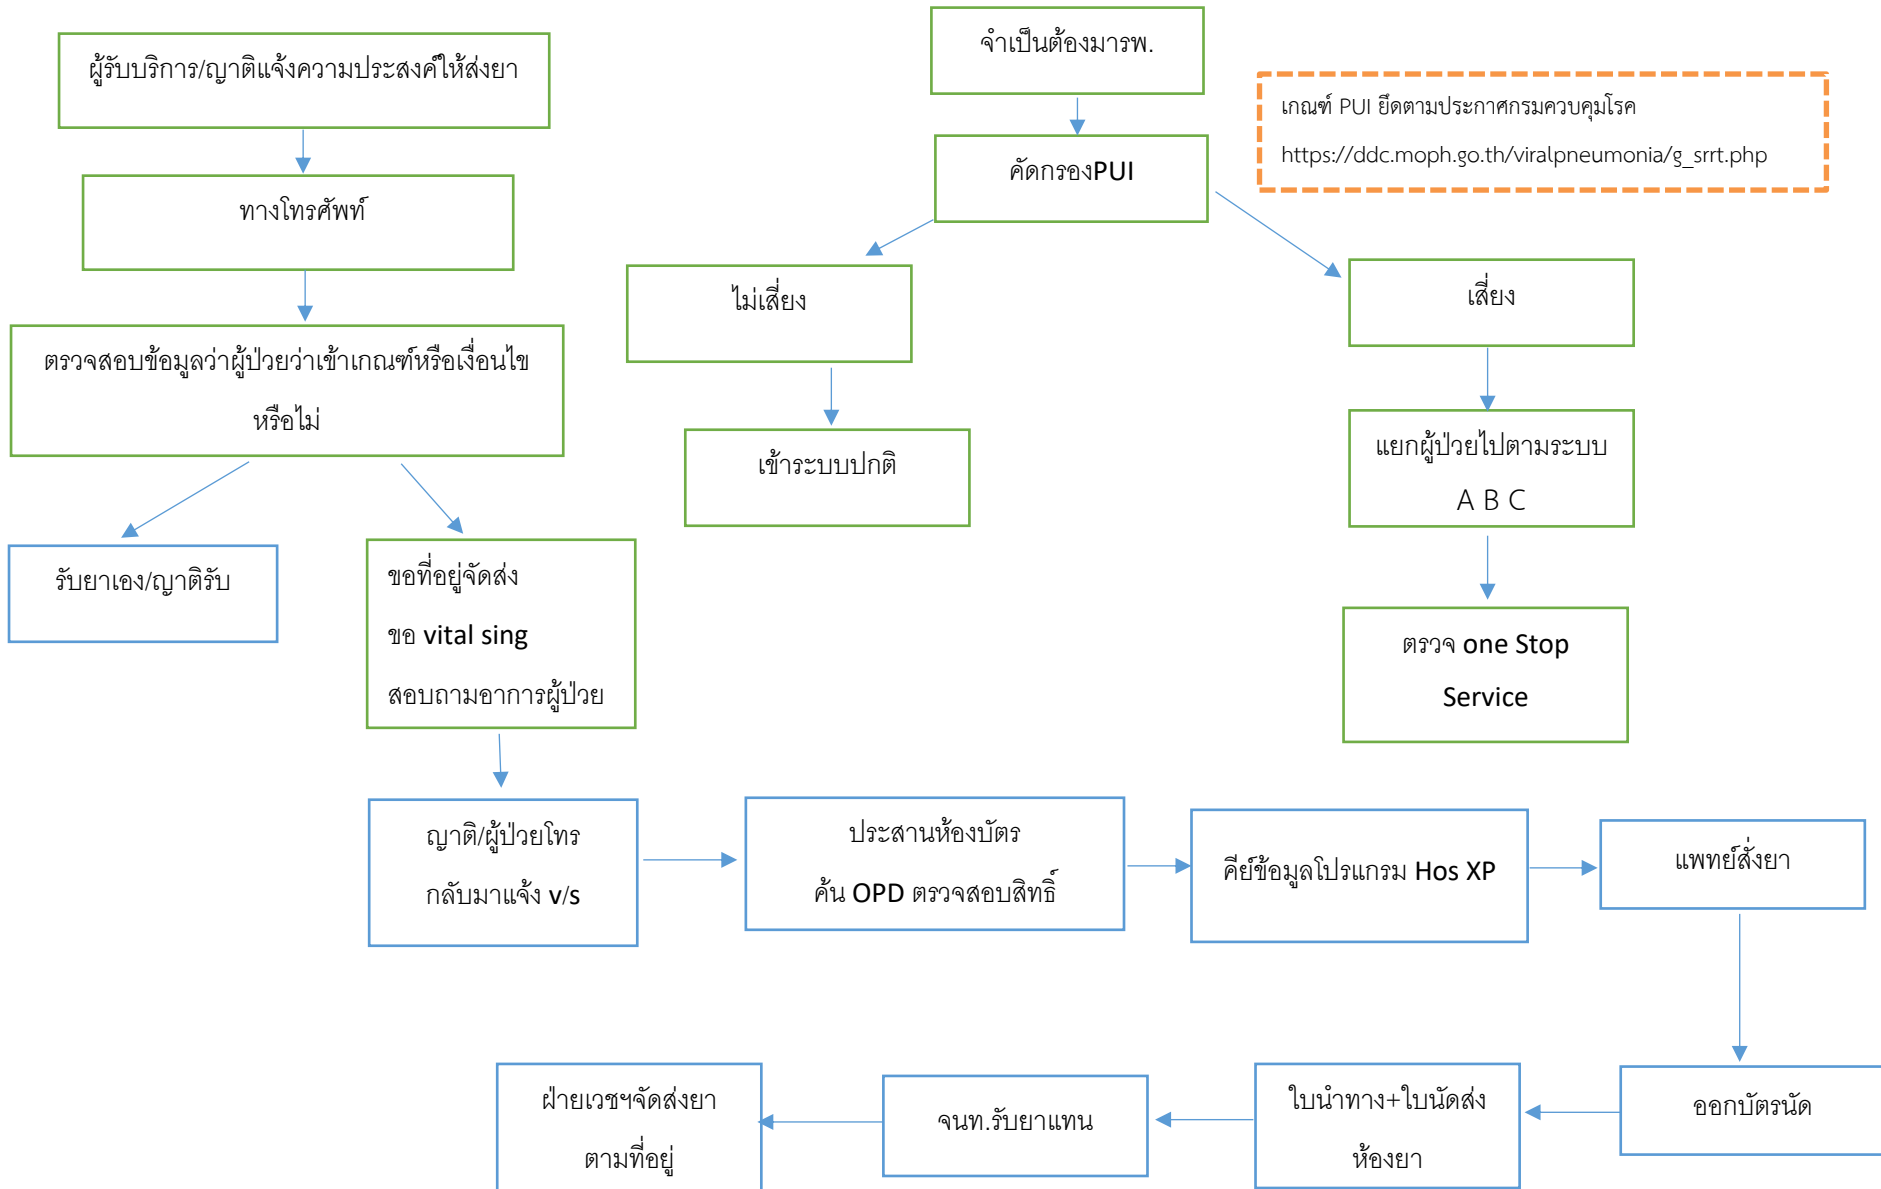 ผู้รับบริการ/ญาติแจ้งความประสงค์ให้ส่งยา
ทางโทรศัพท์
ตรวจสอบข้อมูลว่าผู้ป่วยว่าเข้าเกณฑ์หรือเงื่อนไข
หรือไม่
รับยาเอง/ญาติรับ
ขอที่อยู่จัดส่ง
ขอ vital sing
สอบถามอาการผู้ป่วย
จำเป็นต้องมารพ.
คัดกรองPUI
เกณฑ์ PUI ยึดตามประกาศกรมควบคุมโรค
https://ddc.moph.go.th/viralpneumonia/g_srrt.php
ไม่เสี่ยง
เข้าระบบปกติ
เสี่ยง
แยกผู้ป่วยไปตามระบบ
A B C
ตรวจ one Stop
Service
ญาติ/ผู้ป่วยโทร
กลับมาแจ้ง v/s
ประสานห้องบัตร
ค้น OPD ตรวจสอบสิทธิ์
คีย์ข้อมูลโปรแกรม Hos XP
แพทย์สั่งยา
ออกบัตรนัด
ใบนำทาง+ใบนัดส่ง
ห้องยา
จนท.รับยาแทน
ฝ่ายเวชฯจัดส่งยา
ตามที่อยู่